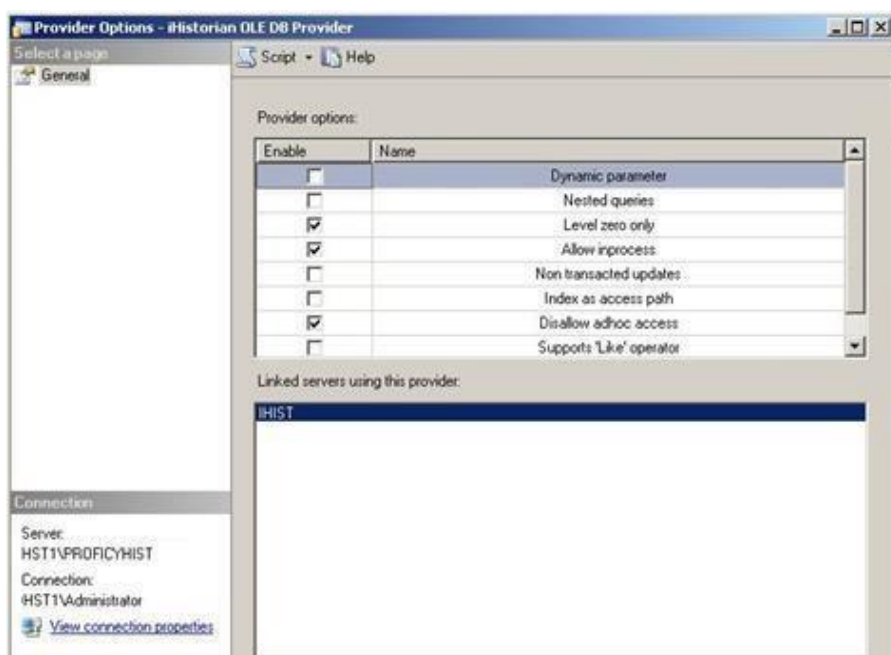 Provider Options - iHistorian OLE DB Provider
Select a page
General
Script
Help
Provider options:
Enable Name
Dynamic parameter
Nested queries
Level zero only
Allow inprocess
Non transacted updates
Index as access path
Disallow adhoc access
Supports 'Like' operator
Linked servers using this provider:
IHIST
Connection
Server:
HST1\PROFICYHIST
Connection:
HST1\Administrator
View connection properties